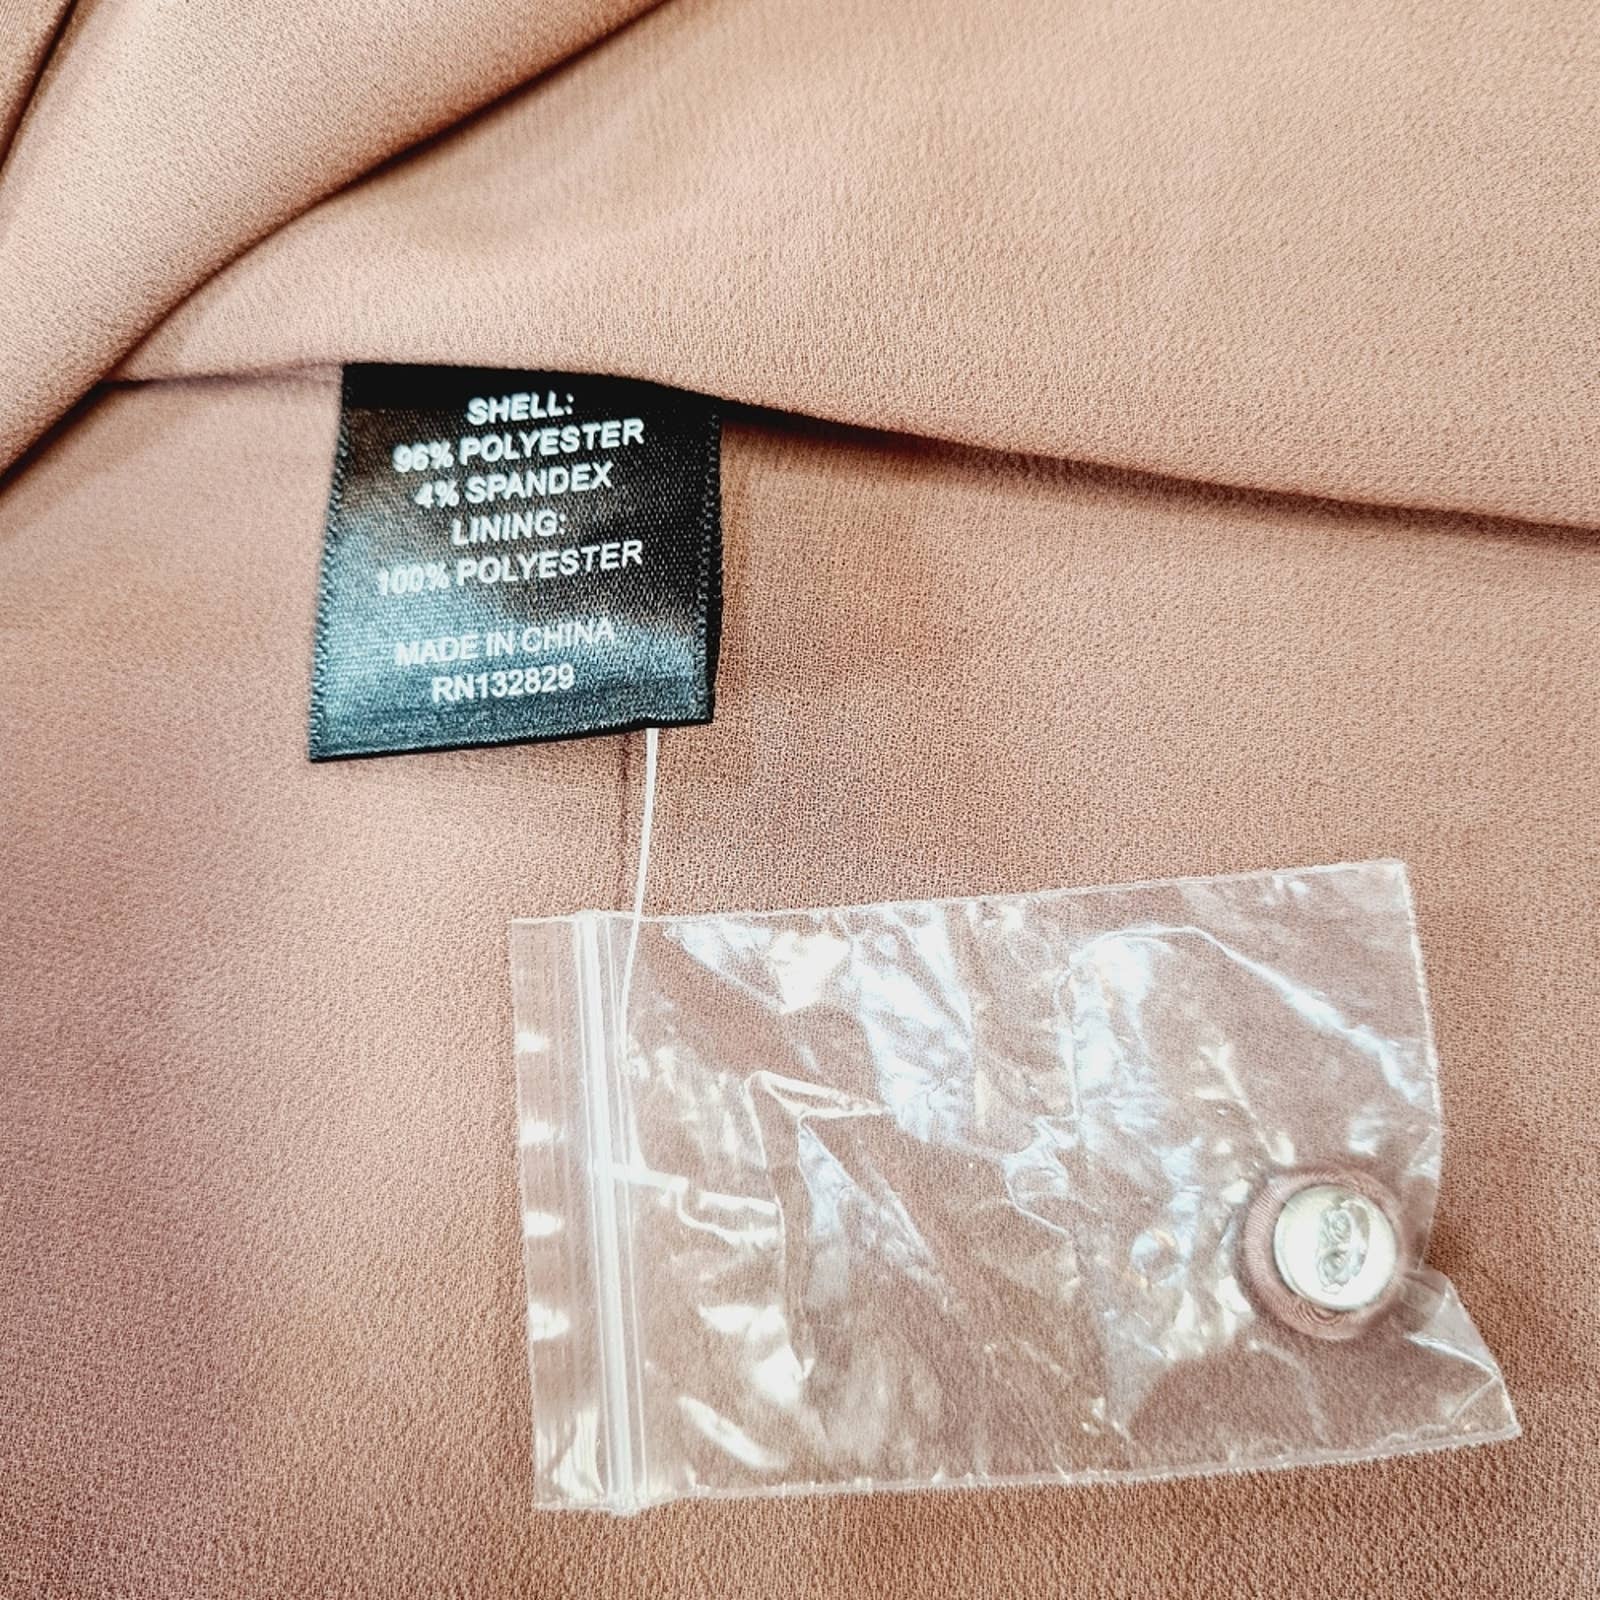 SHELL:
96% POLYESTER
4% SPANDEX
LINING:
100% POLYESTER
MADE IN CHINA
RN132829